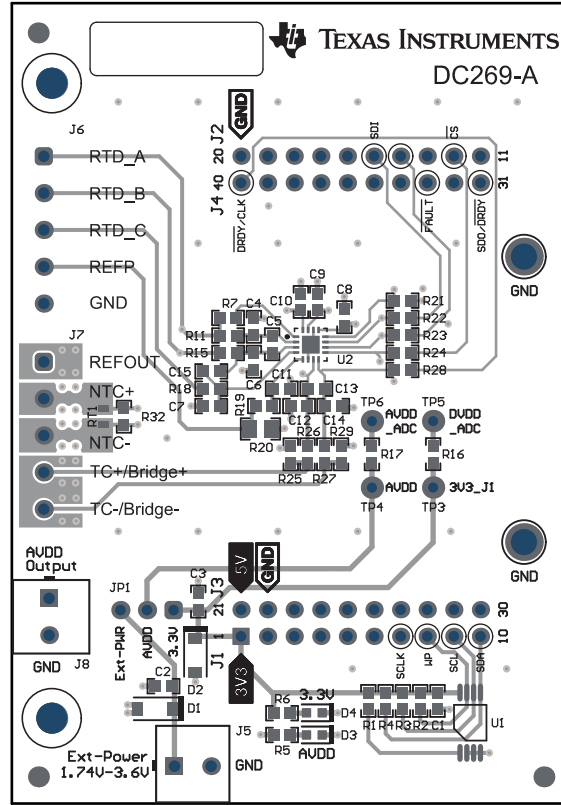 TEXAS INSTRUMENTS
DC269-A
J6
J2
GND
SDI
CS
20
11
40
31
J4
DRDY/CLK
FAULT
SDO/DRDY
RTD_A
RTD_B
RTD_C
REFP
GND
GND
J7
REFOUT
NTC+
NTC-
RT1
R32
TC+/Bridge+
TC-/Bridge-
C9
C10
C8
R7
C4
C5
R11
R15
C15
R18
C7
C6
U2
R21
R22
R23
R24
R28
C11
C13
R19
C12
C14
R20
R26
R29
R25
R27
TP6
AVDD
_ADC
TP5
DVDD
_ADC
R17
R16
AVDD
3V3_J1
TP4
TP3
GND
AVDD
Output
GND
J8
JP1
C3
J3
5V
GND
21
30
1
10
Ext-PWR
AVDD
3.3V
J1
3V3
SCLK
WP
SCL
SDA
C2
D2
D1
R6
3.3V
D4
R5
D3
AVDD
R1
R4
R3
R2
C1
U1
J5
Ext-Power
1.74V-3.6V
GND